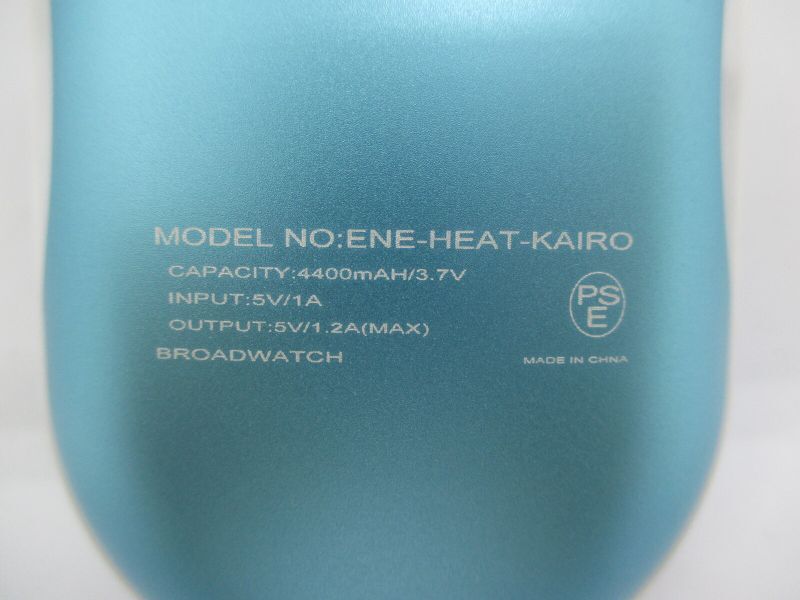 MODEL NO:ENE-HEAT-KAIRO
CAPACITY:4400mAH/3.7V
INPUT:5V/1A
OUTPUT:5V/1.2A(MAX)
BROADWATCH
PS
E
MADE IN CHNA